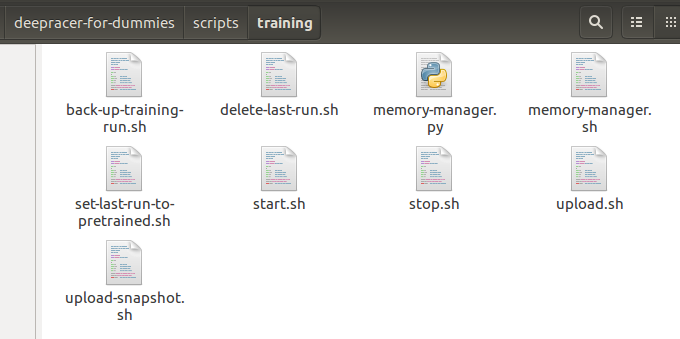 deepracer-for-dummies scripts training
back-up-training-
run.sh
delete-last-run.sh
memory-manager.
py
memory-manager.
sh
set-last-run-to-
pretrained.sh
start.sh
stop.sh
upload.sh
upload-snapshot.
sh